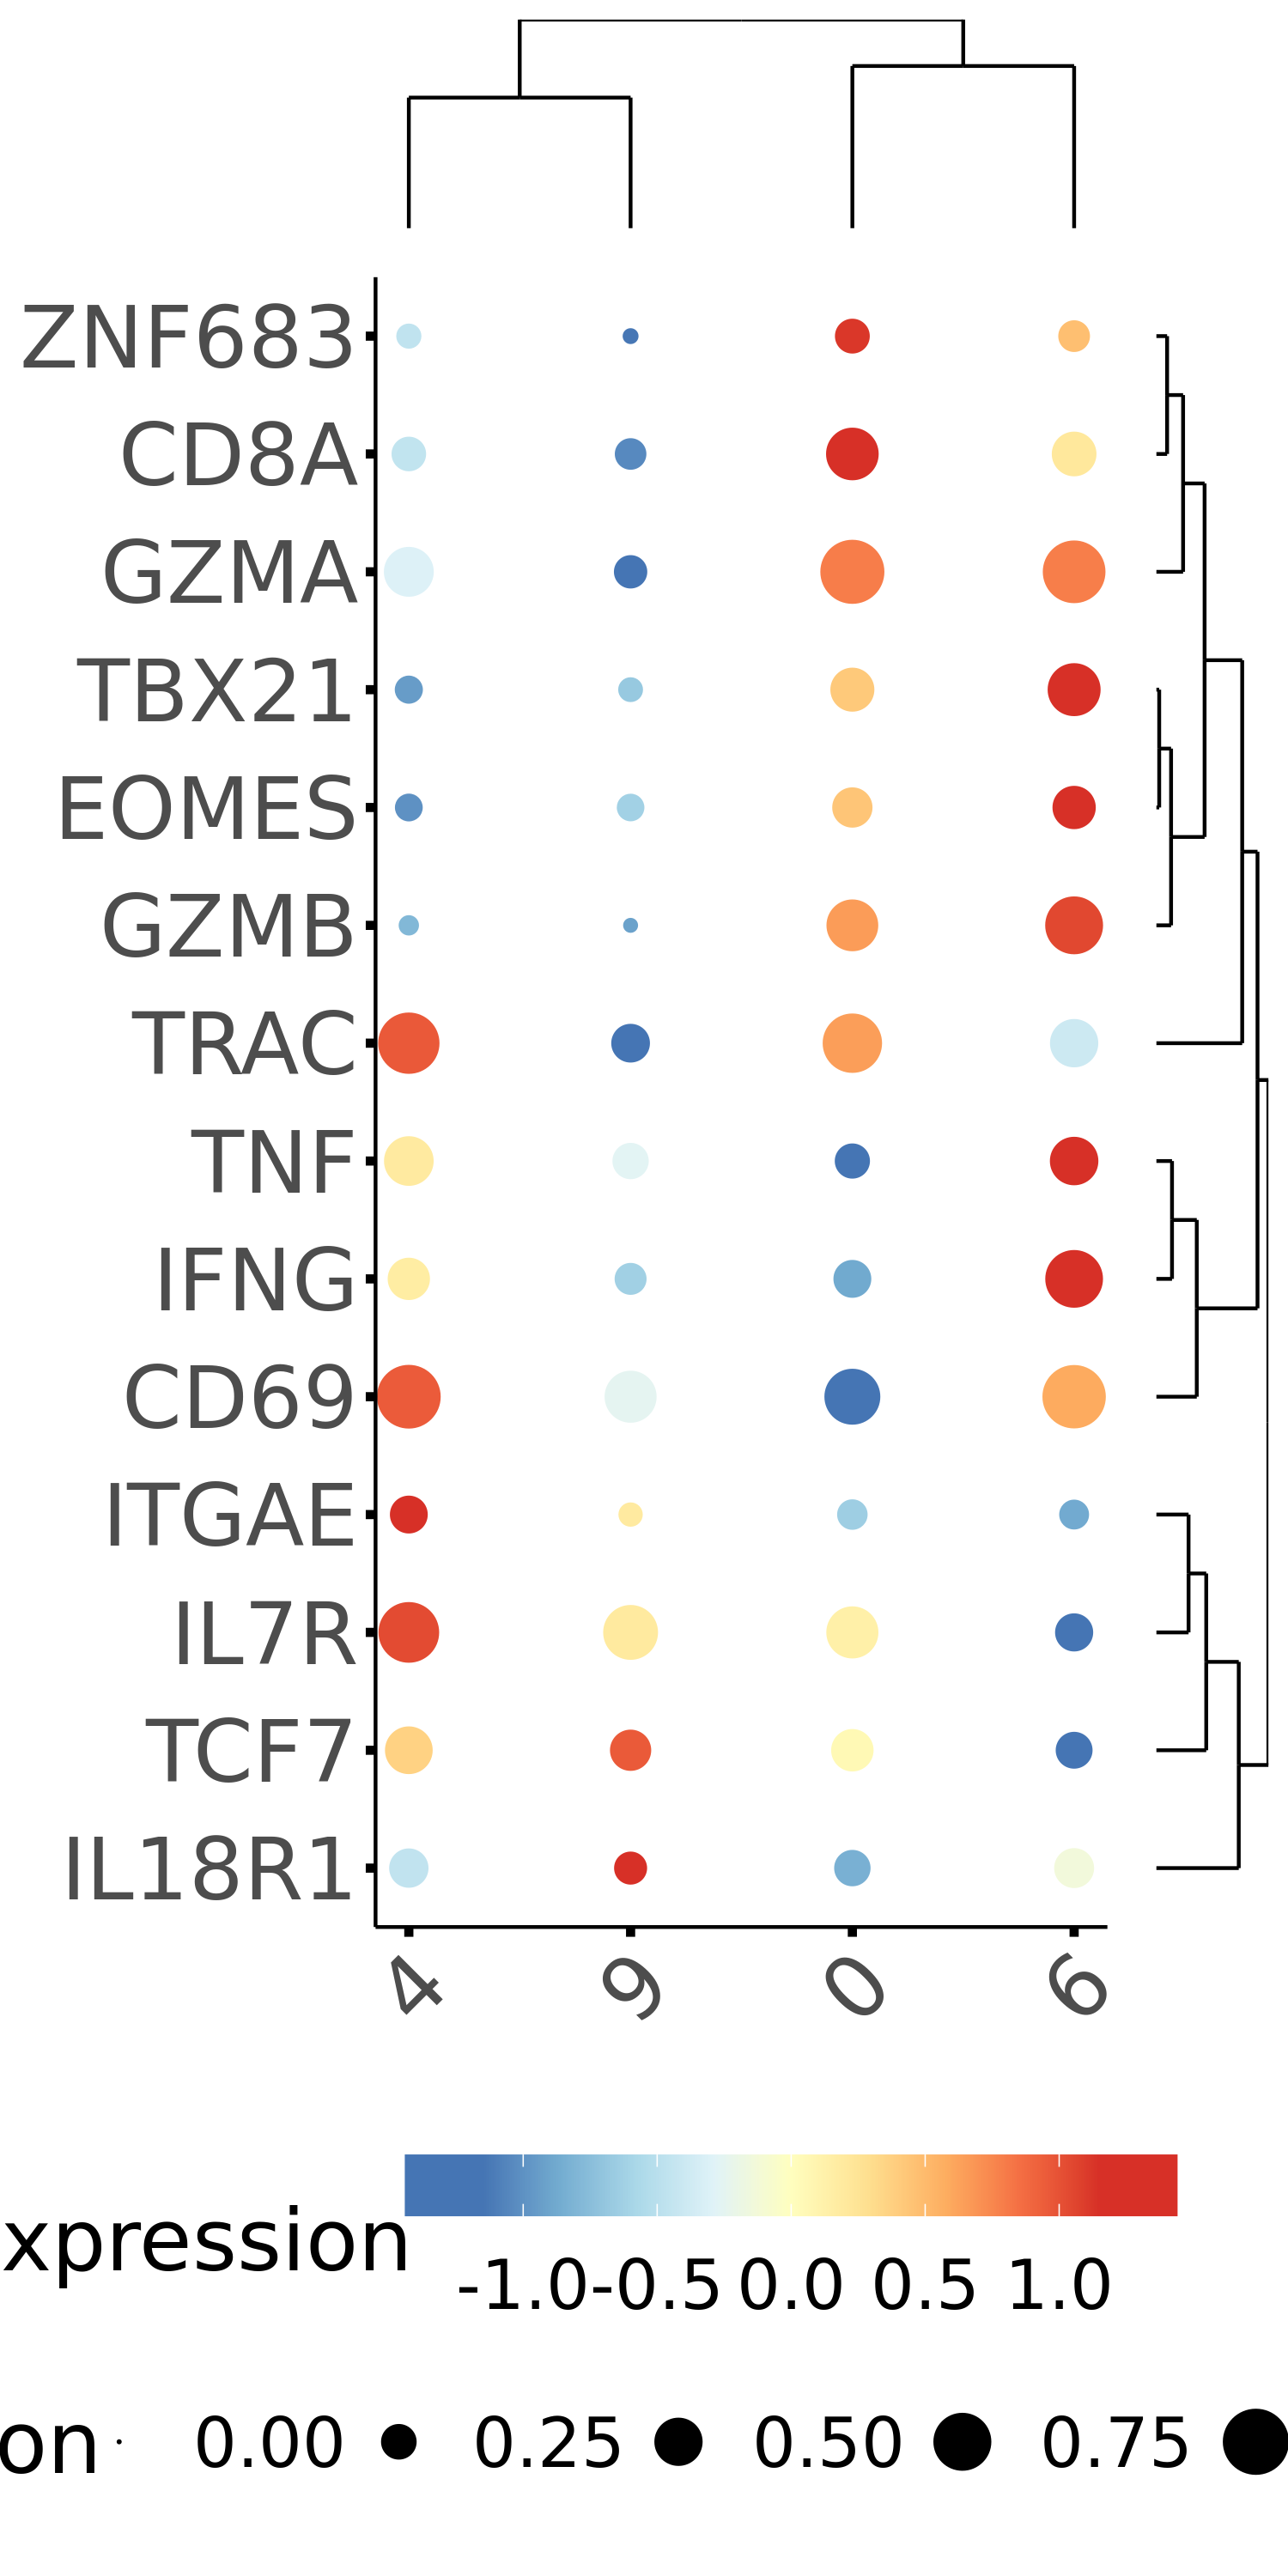 ZNF683
CD8A
GZMA
TBX21
EOMES
GZMB
TRAC
TNF
IFNG
CD69
ITGAE
IL7R
TCF7
IL18R1
4 9 0 6
xpression
-1.0 -0.5 0.0 0.5 1.0
on 0.00 0.25 0.50 0.75